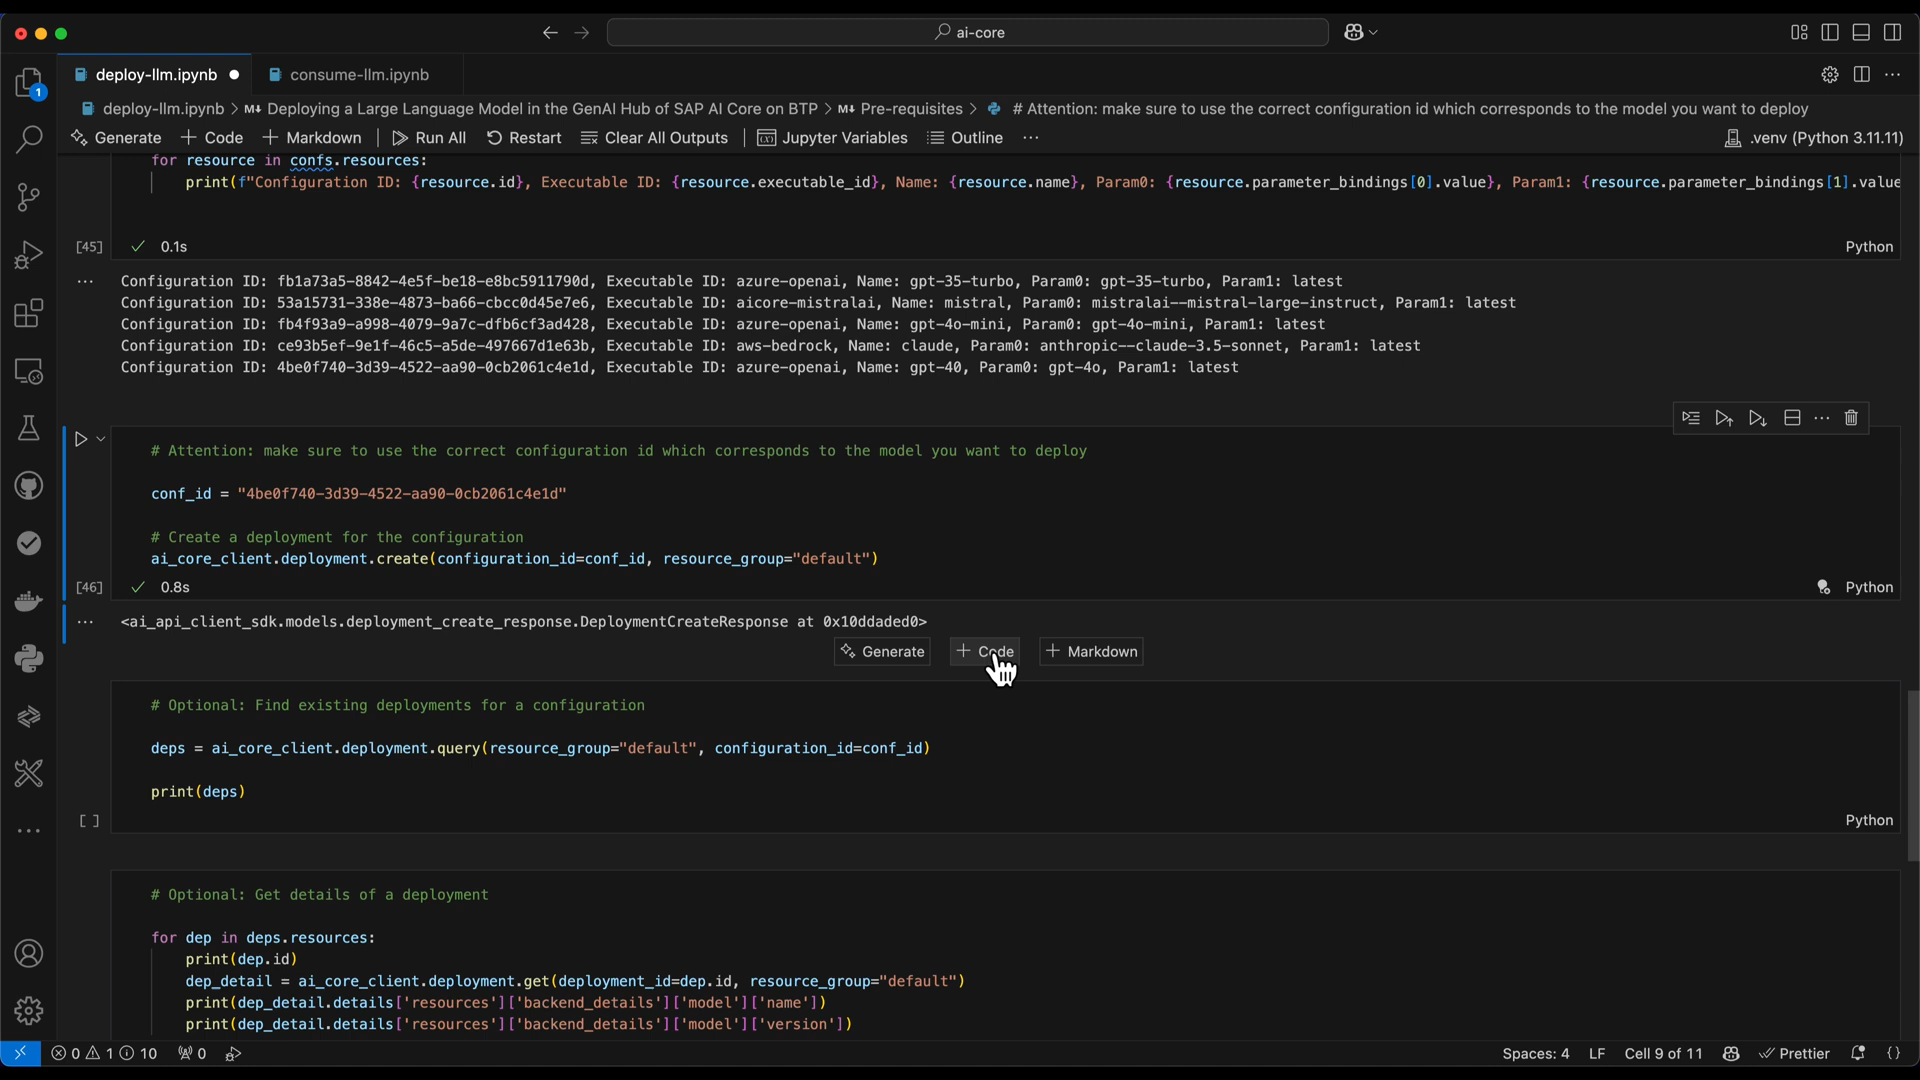 ai-core
deploy-llm.ipynb
consume-llm.ipynb
deploy-llm.ipynb > M↓ Deploying a Large Language Model in the GenAI Hub of SAP AI Core on BTP > M↓ Pre-requisites > # Attention: make sure to use the correct configuration id which corresponds to the model you want to deploy
Generate + Code + Markdown Run All Restart Clear All Outputs Jupyter Variables Outline ··· .venv (Python 3.11.11)
1
for resource in confs.resources:
print(f"Configuration ID: {resource.id}, Executable ID: {resource.executable_id}, Name: {resource.name}, Param0: {resource.parameter_bindings[0].value}, Param1: {resource.parameter_bindings[1].value
[45] 0.1s Python
Configuration ID: fb1a73a5-8842-4e5f-be18-e8bc5911790d, Executable ID: azure-openai, Name: gpt-35-turbo, Param0: gpt-35-turbo, Param1: latest
Configuration ID: 53a15731-338e-4873-ba66-cbcc0d45e7e6, Executable ID: aicore-mistralai, Name: mistral, Param0: mistralai--mistral-large-instruct, Param1: latest
Configuration ID: fb4f93a9-a998-4079-9a7c-dfb6cf3ad428, Executable ID: azure-openai, Name: gpt-4o-mini, Param0: gpt-4o-mini, Param1: latest
Configuration ID: ce93b5ef-9e1f-46c5-a5de-497667d1e63b, Executable ID: aws-bedrock, Name: claude, Param0: anthropic--claude-3.5-sonnet, Param1: latest
Configuration ID: 4be0f740-3d39-4522-aa90-0cb2061c4e1d, Executable ID: azure-openai, Name: gpt-40, Param0: gpt-4o, Param1: latest
# Attention: make sure to use the correct configuration id which corresponds to the model you want to deploy
conf_id = "4be0f740-3d39-4522-aa90-0cb2061c4e1d"
# Create a deployment for the configuration
ai_core_client.deployment.create(configuration_id=conf_id, resource_group="default")
[46] 0.8s Python
<ai_api_client_sdk.models.deployment_create_response.DeploymentCreateResponse at 0x10ddaded0>
Generate + Code + Markdown
# Optional: Find existing deployments for a configuration
deps = ai_core_client.deployment.query(resource_group="default", configuration_id=conf_id)
print(deps)
[ ] Python
# Optional: Get details of a deployment
for dep in deps.resources:
print(dep.id)
dep_detail = ai_core_client.deployment.get(deployment_id=dep.id, resource_group="default")
print(dep_detail.details['resources']['backend_details']['model']['name'])
print(dep_detail.details['resources']['backend_details']['model']['version'])
0 1 10 0 Spaces: 4 LF Cell 9 of 11 Prettier {}